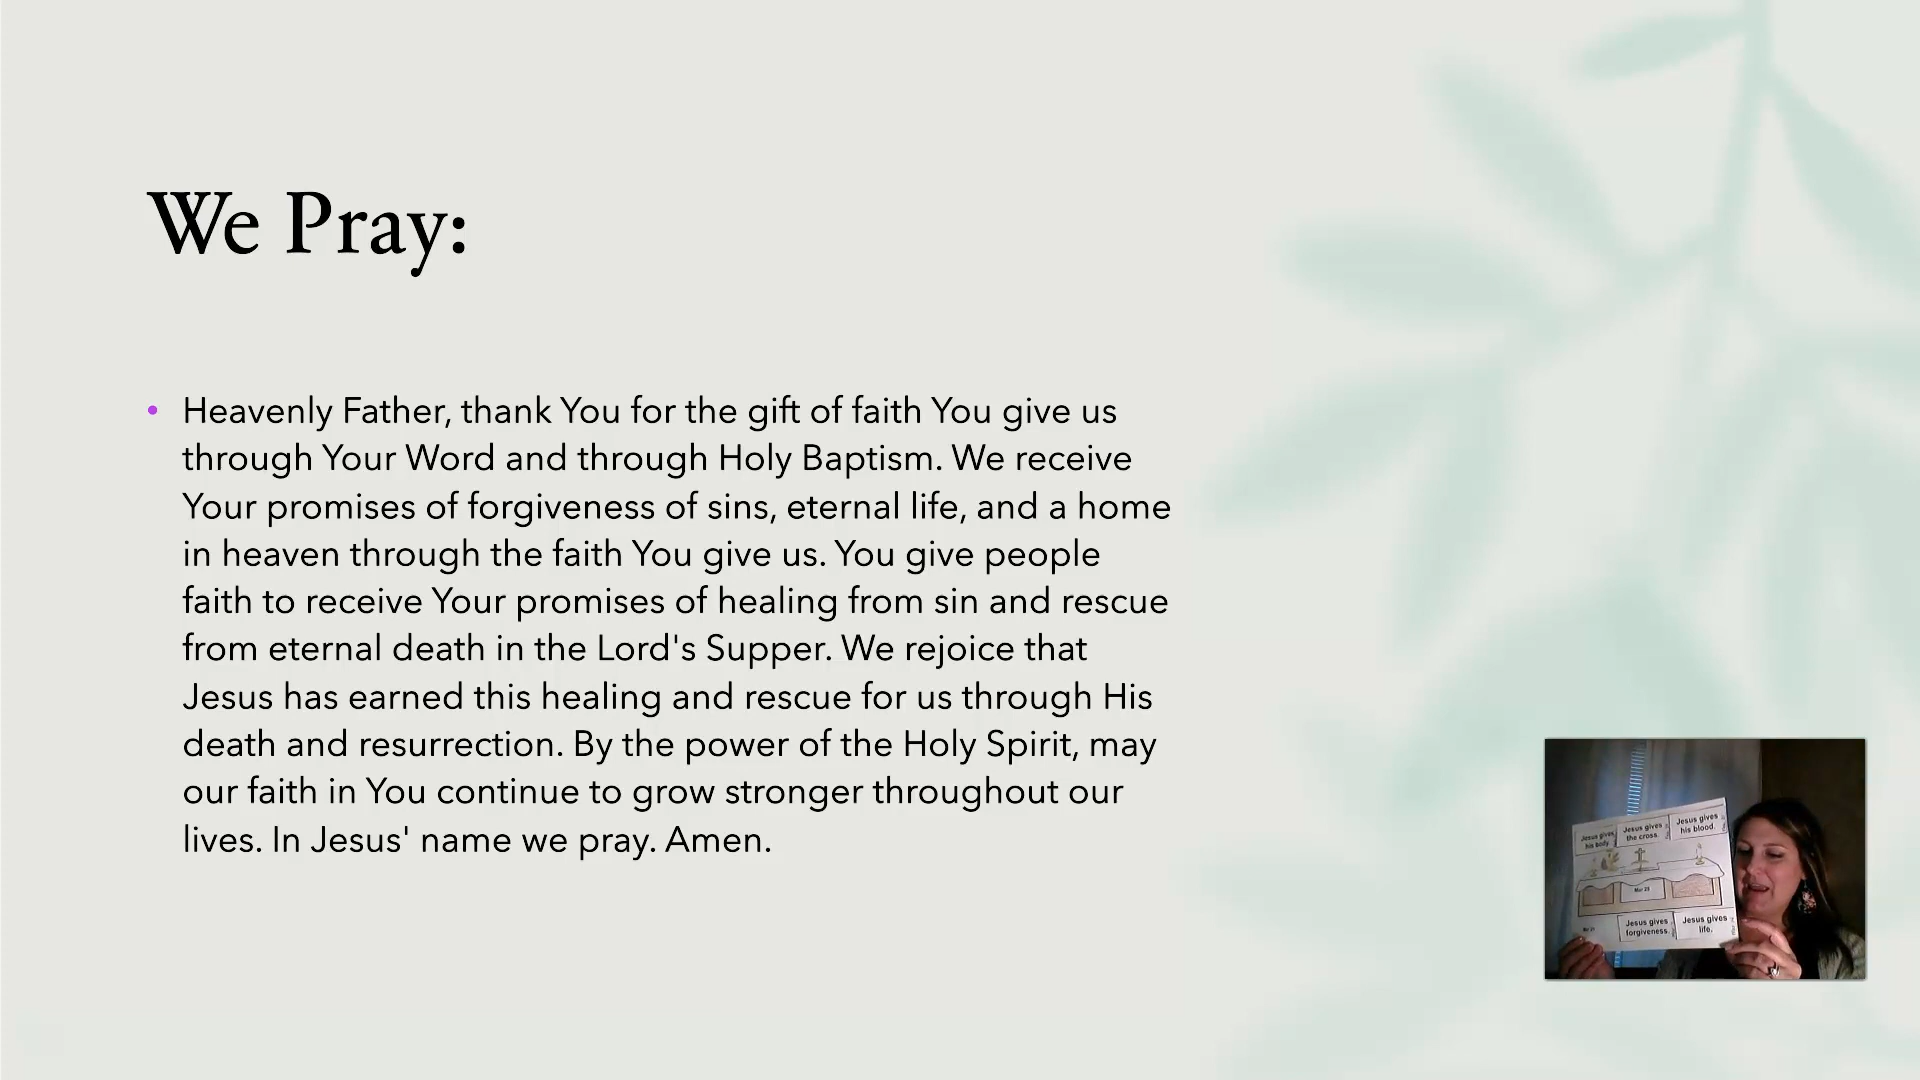 We Pray:
• Heavenly Father, thank You for the gift of faith You give us
through Your Word and through Holy Baptism. We receive
Your promises of forgiveness of sins, eternal life, and a home
in heaven through the faith You give us. You give people
faith to receive Your promises of healing from sin and rescue
from eternal death in the Lord's Supper. We rejoice that
Jesus has earned this healing and rescue for us through His
death and resurrection. By the power of the Holy Spirit, may
our faith in You continue to grow stronger throughout our
lives. In Jesus' name we pray. Amen.
Jesus gives
his body.
Jesus gives
the cross.
Jesus gives
his blood.
Jesus gives
forgiveness.
Jesus gives
life.